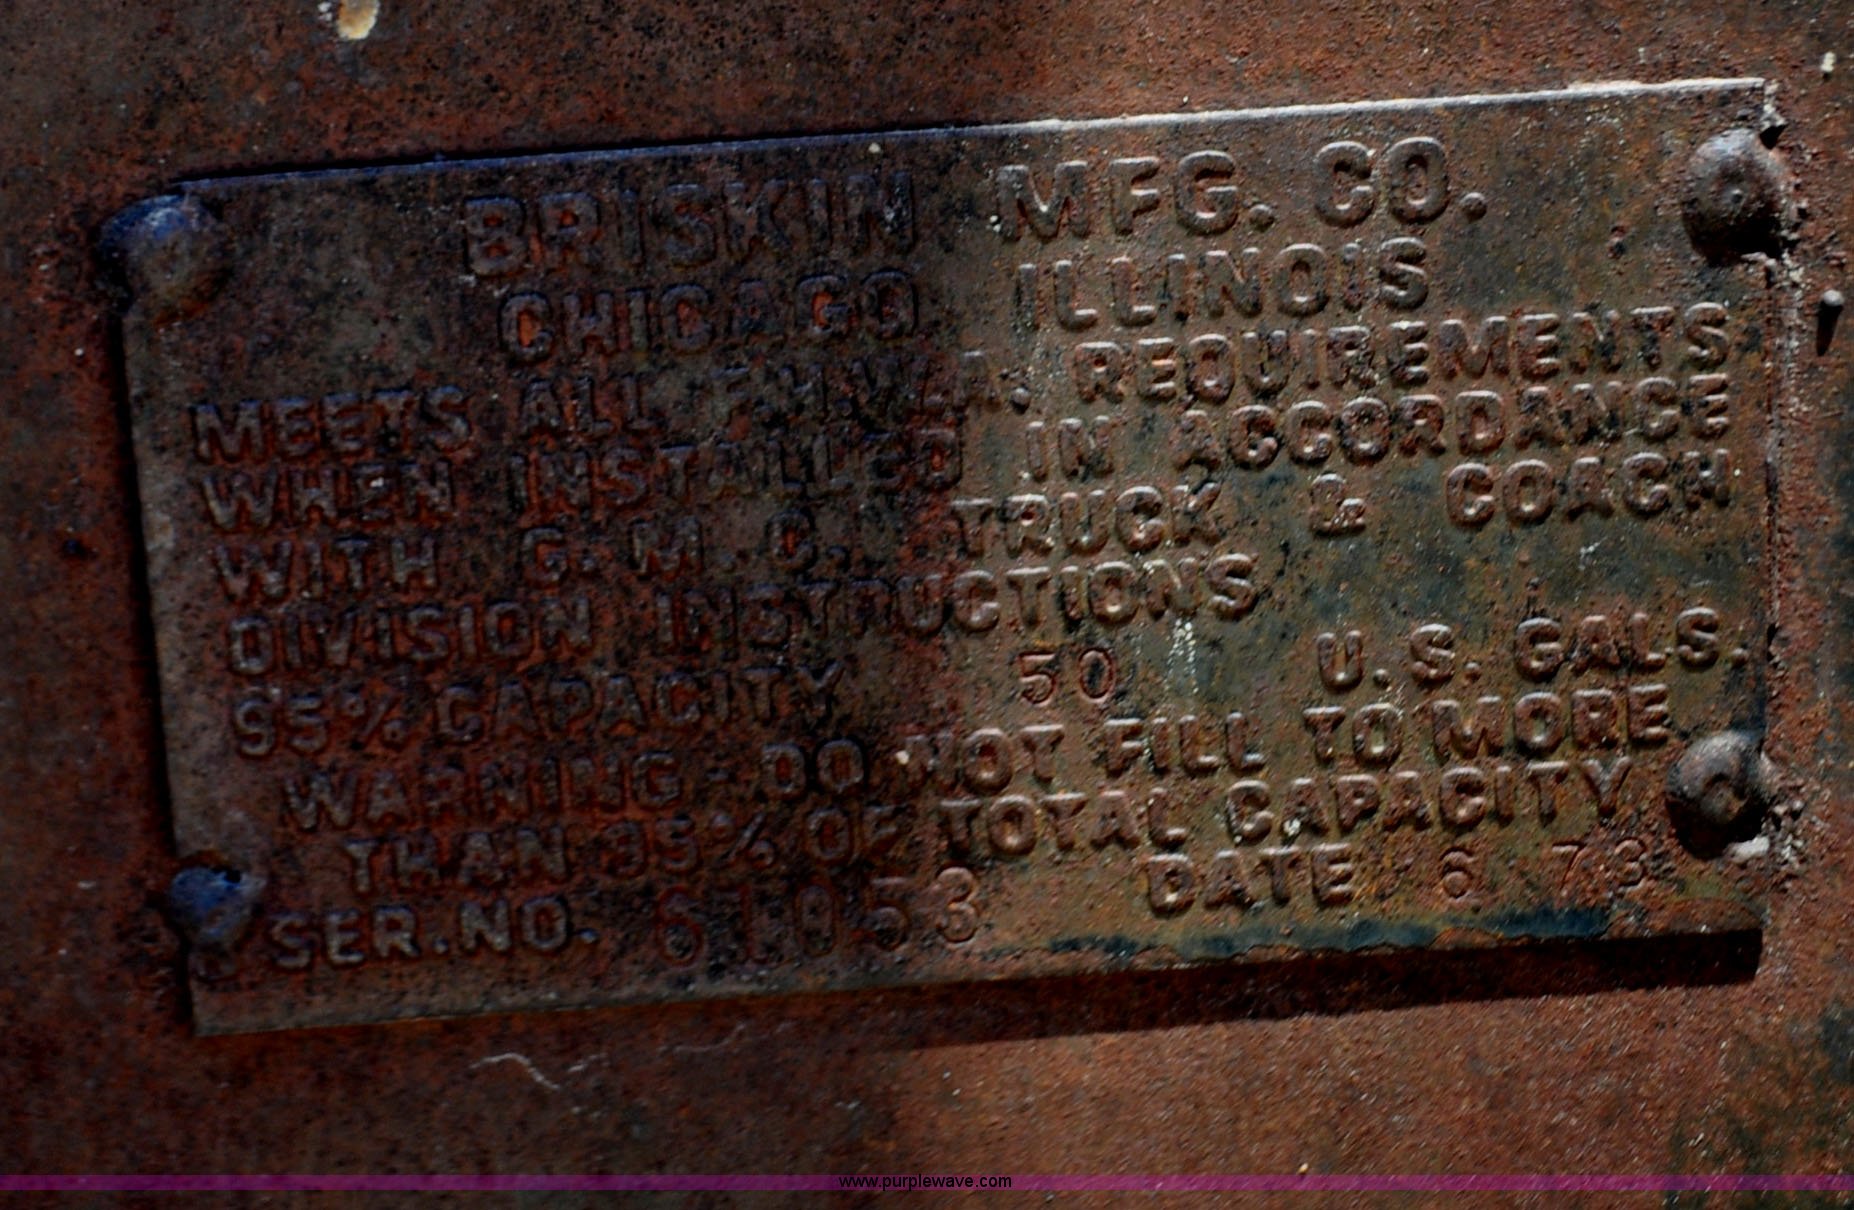 BRISKIN MFG. CO.
CHICAGO ILLINOIS
MEETS ALL F.H.W.A. REQUIREMENTS
WHEN INSTALLED IN ACCORDANCE
WITH G.M.C. TRUCK & COACH
DIVISION INSTRUCTIONS
95% CAPACITY 50 U.S. GALS.
WARNING-DO NOT FILL TO MORE
THAN 95% OF TOTAL CAPACITY
SER.NO. 61053 DATE 6 73
www.purplewave.com